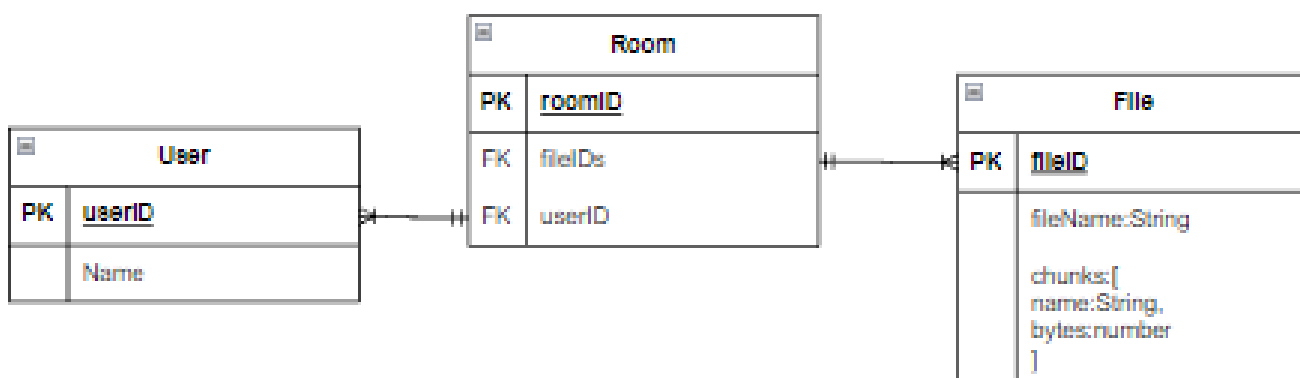 Room
PK roomID
FK fileIDs
FK userID
User
PK userID
Name
File
PK fileID
fileName:String
chunks:[
name:String,
bytes:number
]